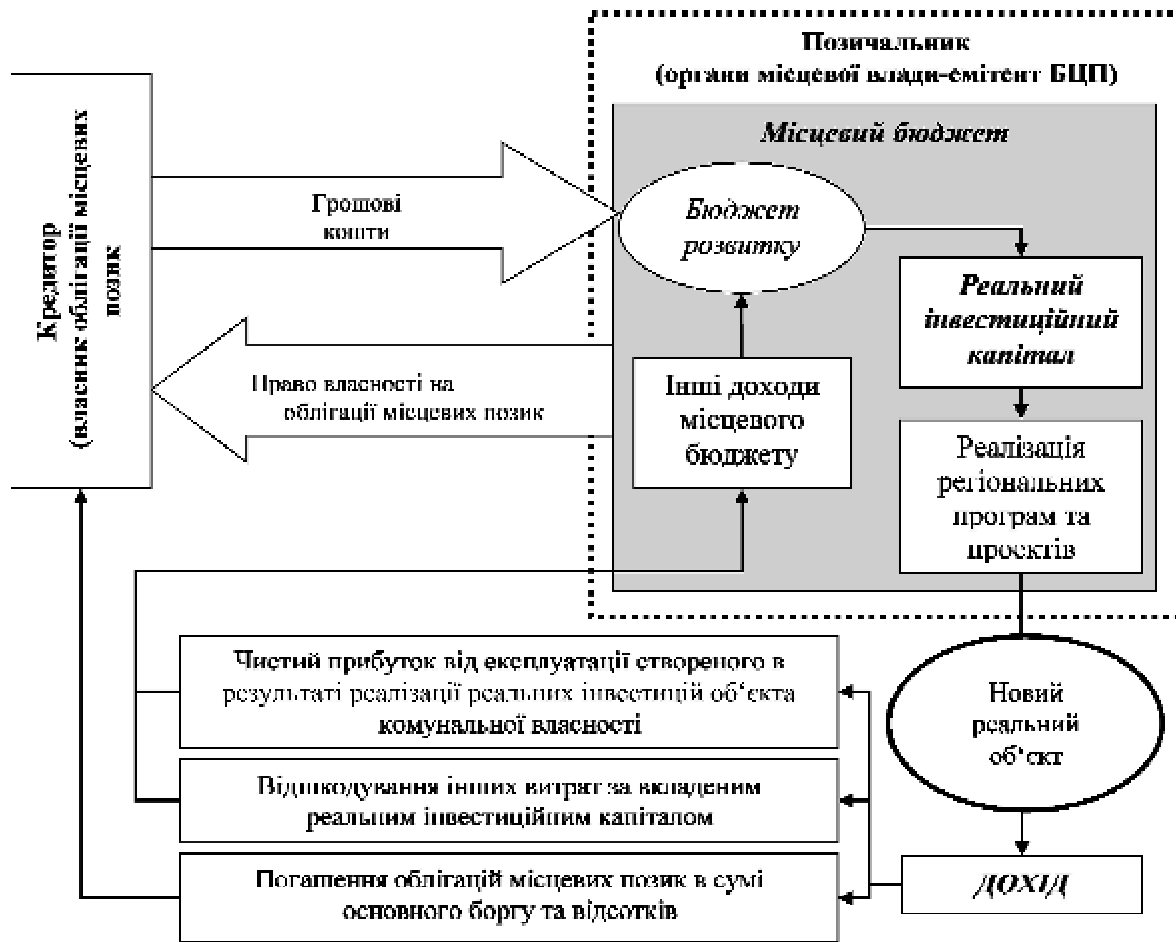 Позичальник
(органи місцевої влади-емітент БЦП)
Місцевий бюджет
Кредитор
(власник облігації місцевих
позик
Грошові
кошти
Бюджет
розвитку
Реальний
інвестиційний
капітал
Право власності на
облігації місцевих позик
Інші доходи
місцевого
бюджету
Реалізація
регіональних
програм та
проєктів
Чистий прибуток від експлуатації створеного в
результаті реалізації реальних інвестицій об‘єкта
комунальної власності
Новий
реальний
об‘єкт
Відшкодування інших витрат за вкладеним
реальним інвестиційним капіталом
Погашення облігацій місцевих позик в сумі
основного боргу та відсотків
ДОХІД